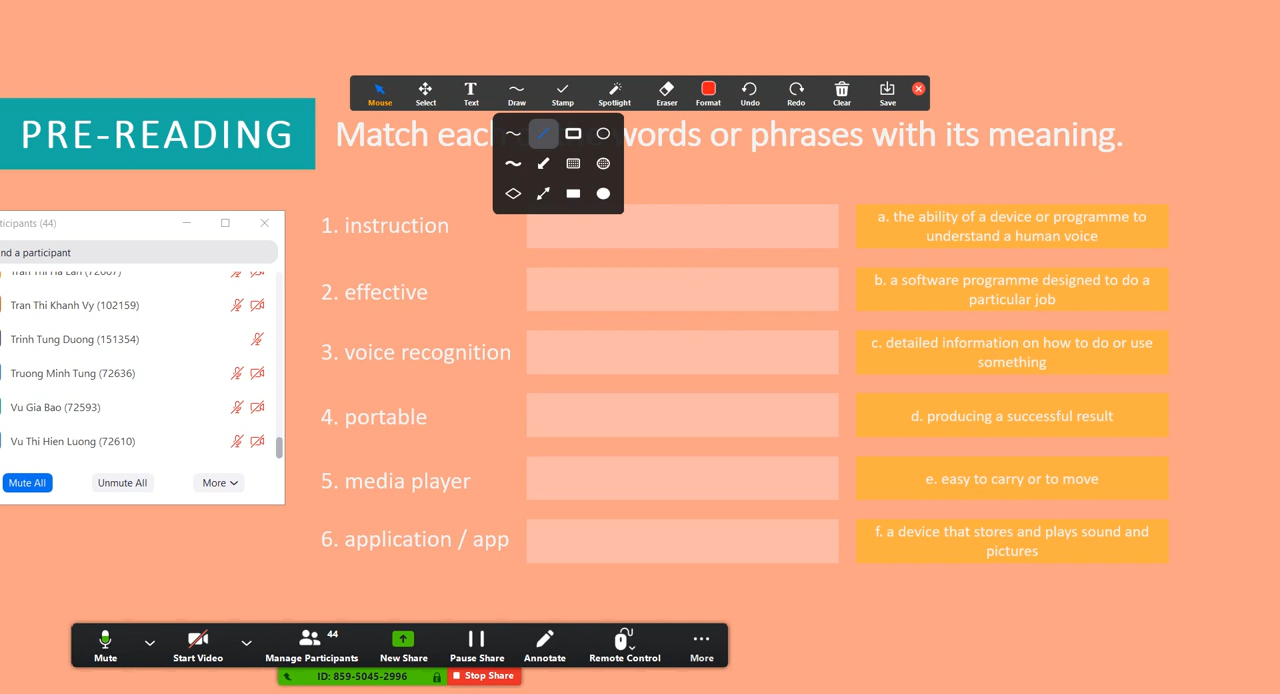 Mouse Select Text Draw Stamp Spotlight Eraser Format Undo Redo Clear Save
PRE-READING
Match each words or phrases with its meaning.
ticipants (44)
nd a participant
Tran Thi Khanh Vy (102159)
Trinh Tung Duong (151354)
Truong Minh Tung (72636)
Vu Gia Bao (72593)
Vu Thi Hien Luong (72610)
Mute All Unmute All More
1. instruction
2. effective
3. voice recognition
4. portable
5. media player
6. application / app
a. the ability of a device or programme to
understand a human voice
b. a software programme designed to do a
particular job
c. detailed information on how to do or use
something
d. producing a successful result
e. easy to carry or to move
f. a device that stores and plays sound and
pictures
Mute Start Video Manage Participants 44 New Share Pause Share Annotate Remote Control More
ID: 859-5045-2996 Stop Share